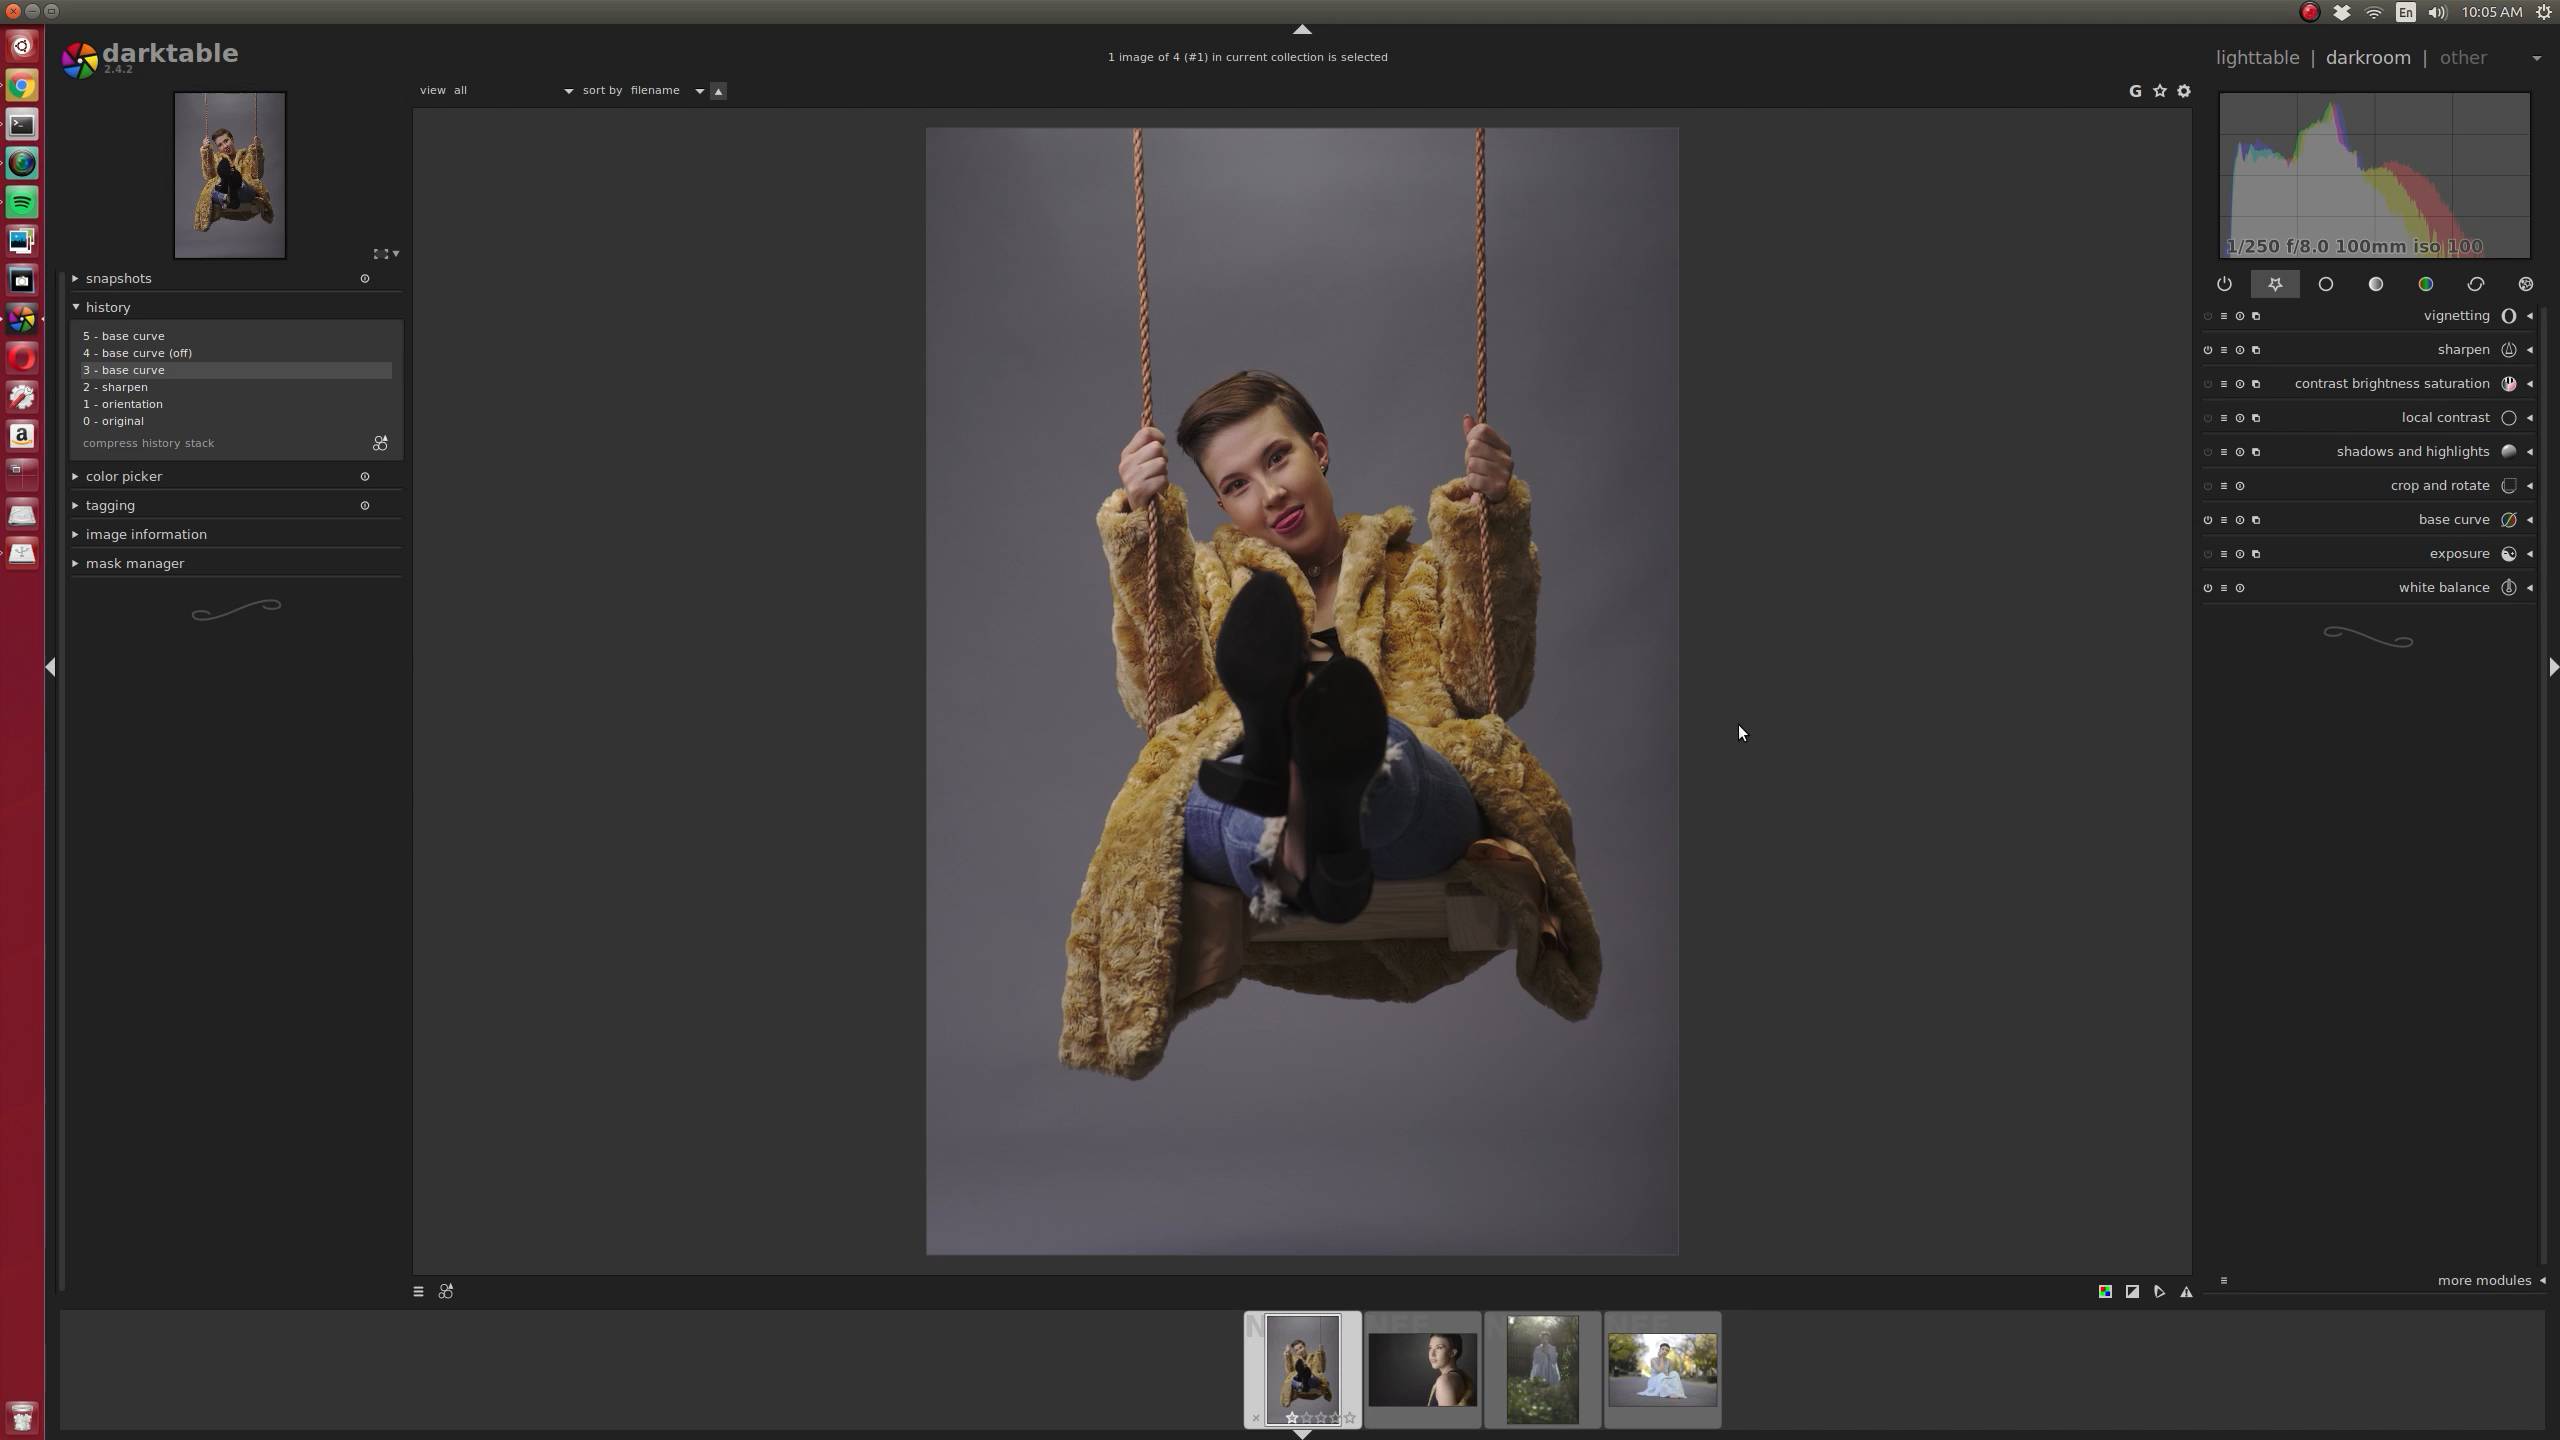 En
10:05 AM
darktable
2.4.2
1 image of 4 (#1) in current collection is selected
lighttable | darkroom | other
view all
sort by filename
G
1/250 f/8.0 100mm iso 100
snapshots
history
5 - base curve
4 - base curve (off)
3 - base curve
2 - sharpen
1 - orientation
0 - original
compress history stack
color picker
tagging
image information
mask manager
vignetting
sharpen
contrast brightness saturation
local contrast
shadows and highlights
crop and rotate
base curve
exposure
white balance
more modules